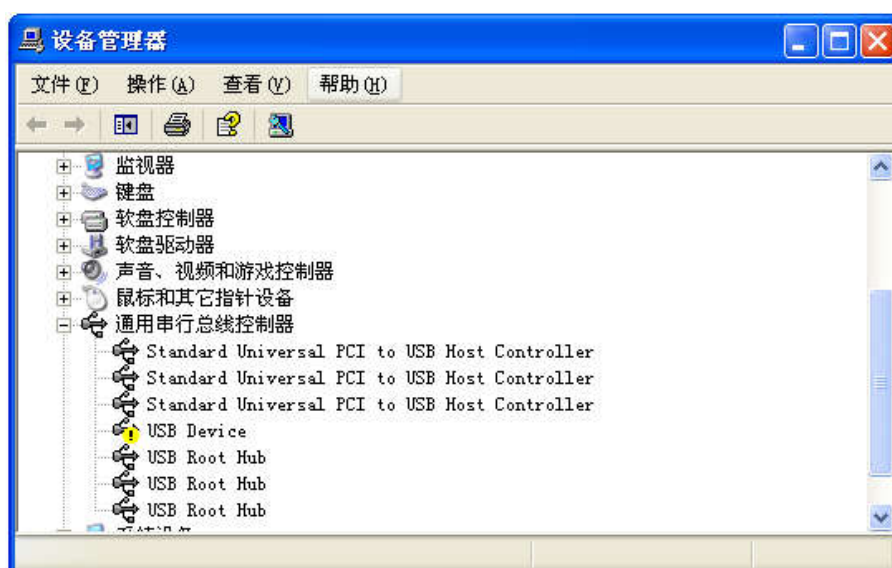 设备管理器
文件(F) 操作(A) 查看(V) 帮助(H)
监视器
键盘
软盘控制器
软盘驱动器
声音、视频和游戏控制器
鼠标和其它指针设备
通用串行总线控制器
Standard Universal PCI to USB Host Controller
Standard Universal PCI to USB Host Controller
Standard Universal PCI to USB Host Controller
USB Device
USB Root Hub
USB Root Hub
USB Root Hub